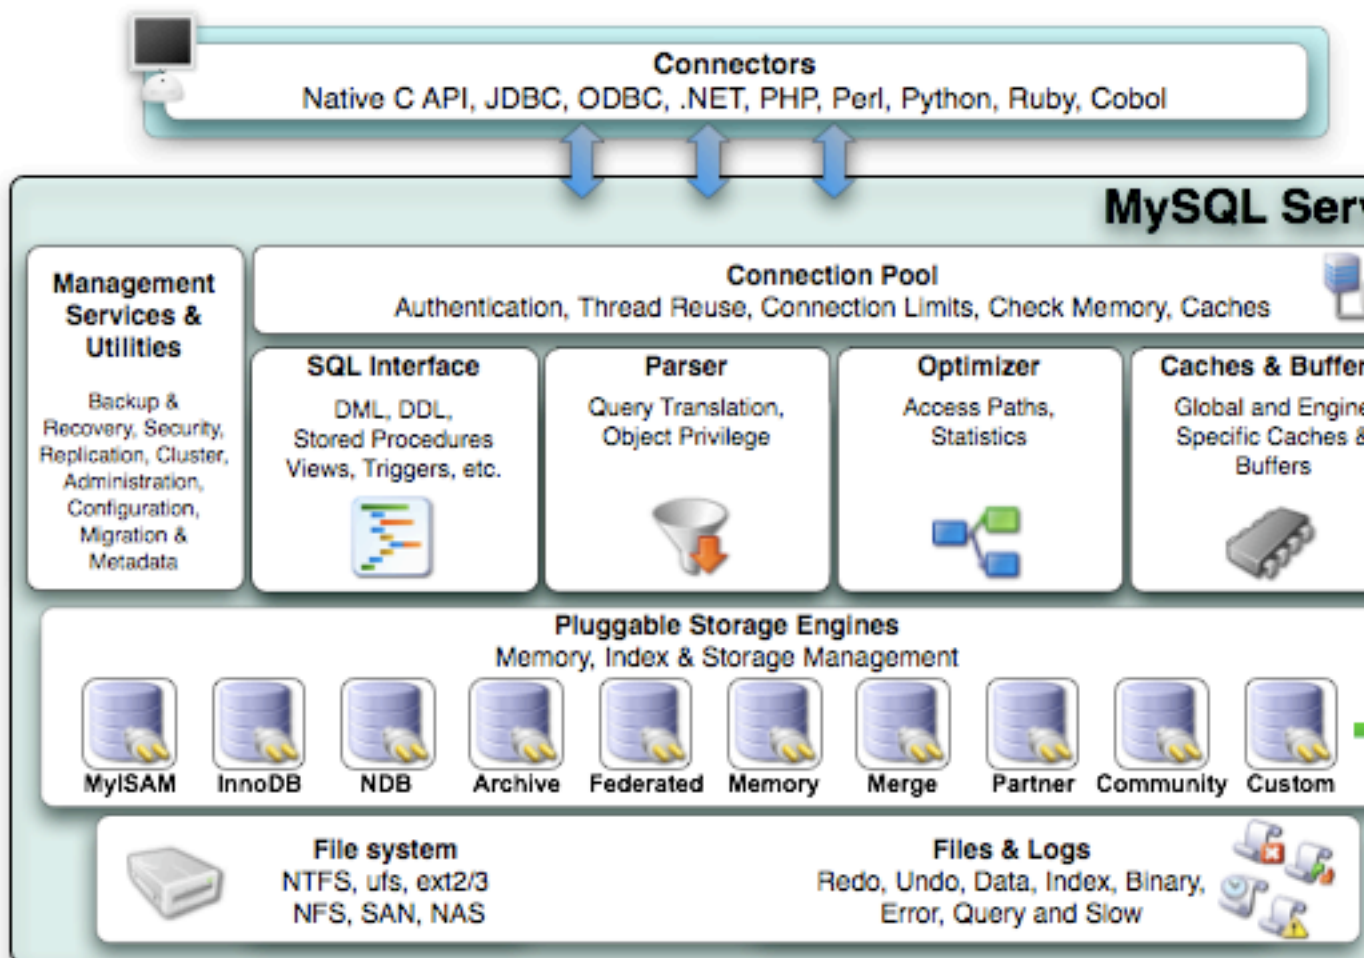 Connectors
Native C API, JDBC, ODBC, .NET, PHP, Perl, Python, Ruby, Cobol
MySQL Serv
Management
Services &
Utilities
Backup &
Recovery, Security,
Replication, Cluster,
Administration,
Configuration,
Migration &
Metadata
Connection Pool
Authentication, Thread Reuse, Connection Limits, Check Memory, Caches
SQL Interface
DML, DDL,
Stored Procedures
Views, Triggers, etc.
Parser
Query Translation,
Object Privilege
Optimizer
Access Paths,
Statistics
Caches & Buffer
Global and Engine
Specific Caches &
Buffers
Pluggable Storage Engines
Memory, Index & Storage Management
MyISAM
InnoDB
NDB
Archive
Federated
Memory
Merge
Partner
Community
Custom
File system
NTFS, ufs, ext2/3
NFS, SAN, NAS
Files & Logs
Redo, Undo, Data, Index, Binary,
Error, Query and Slow